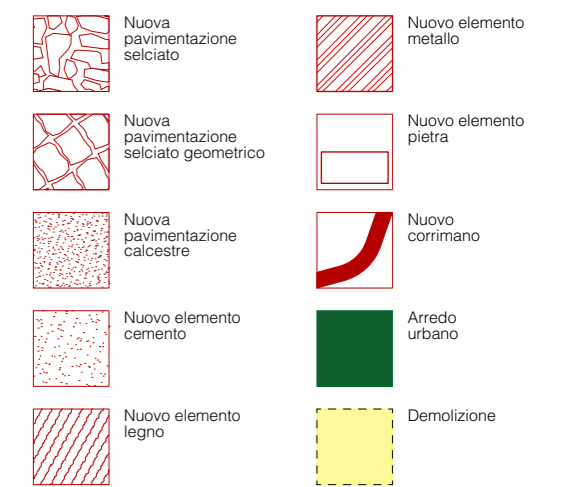 Nuova
pavimentazione
selciato
Nuova
pavimentazione
selciato geometrico
Nuova
pavimentazione
calcestre
Nuovo elemento
cemento
Nuovo elemento
legno
Nuovo elemento
metallo
Nuovo elemento
pietra
Nuovo
corrimano
Arredo
urbano
Demolizione